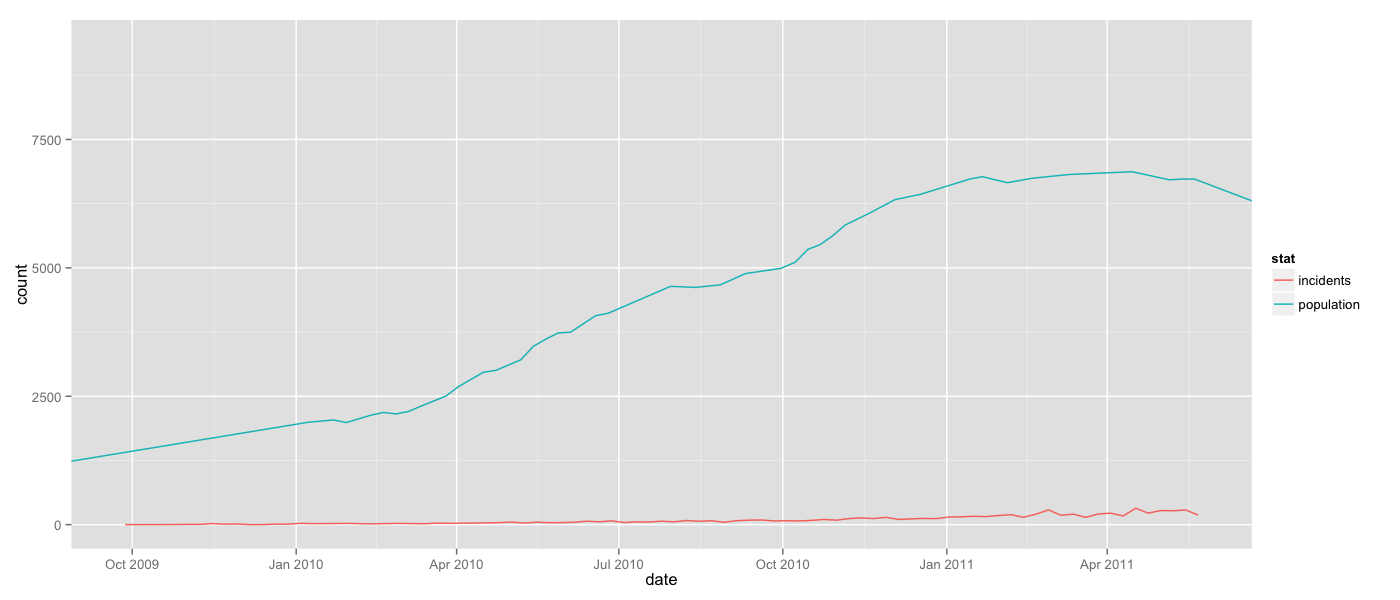 7500
5000
2500
0
count
Oct 2009
Jan 2010
Apr 2010
Jul 2010
Oct 2010
Jan 2011
Apr 2011
date
stat
incidents
population